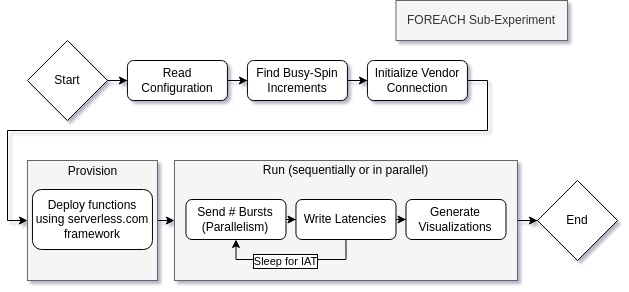 FOREACH Sub-Experiment
Start
Read
Configuration
Find Busy-Spin
Increments
Initialize Vendor
Connection
Provision
Deploy functions
using serverless.com
framework
Run (sequentially or in parallel)
Send # Bursts
(Parallelism)
Write Latencies
Generate
Visualizations
Sleep for IAT
End